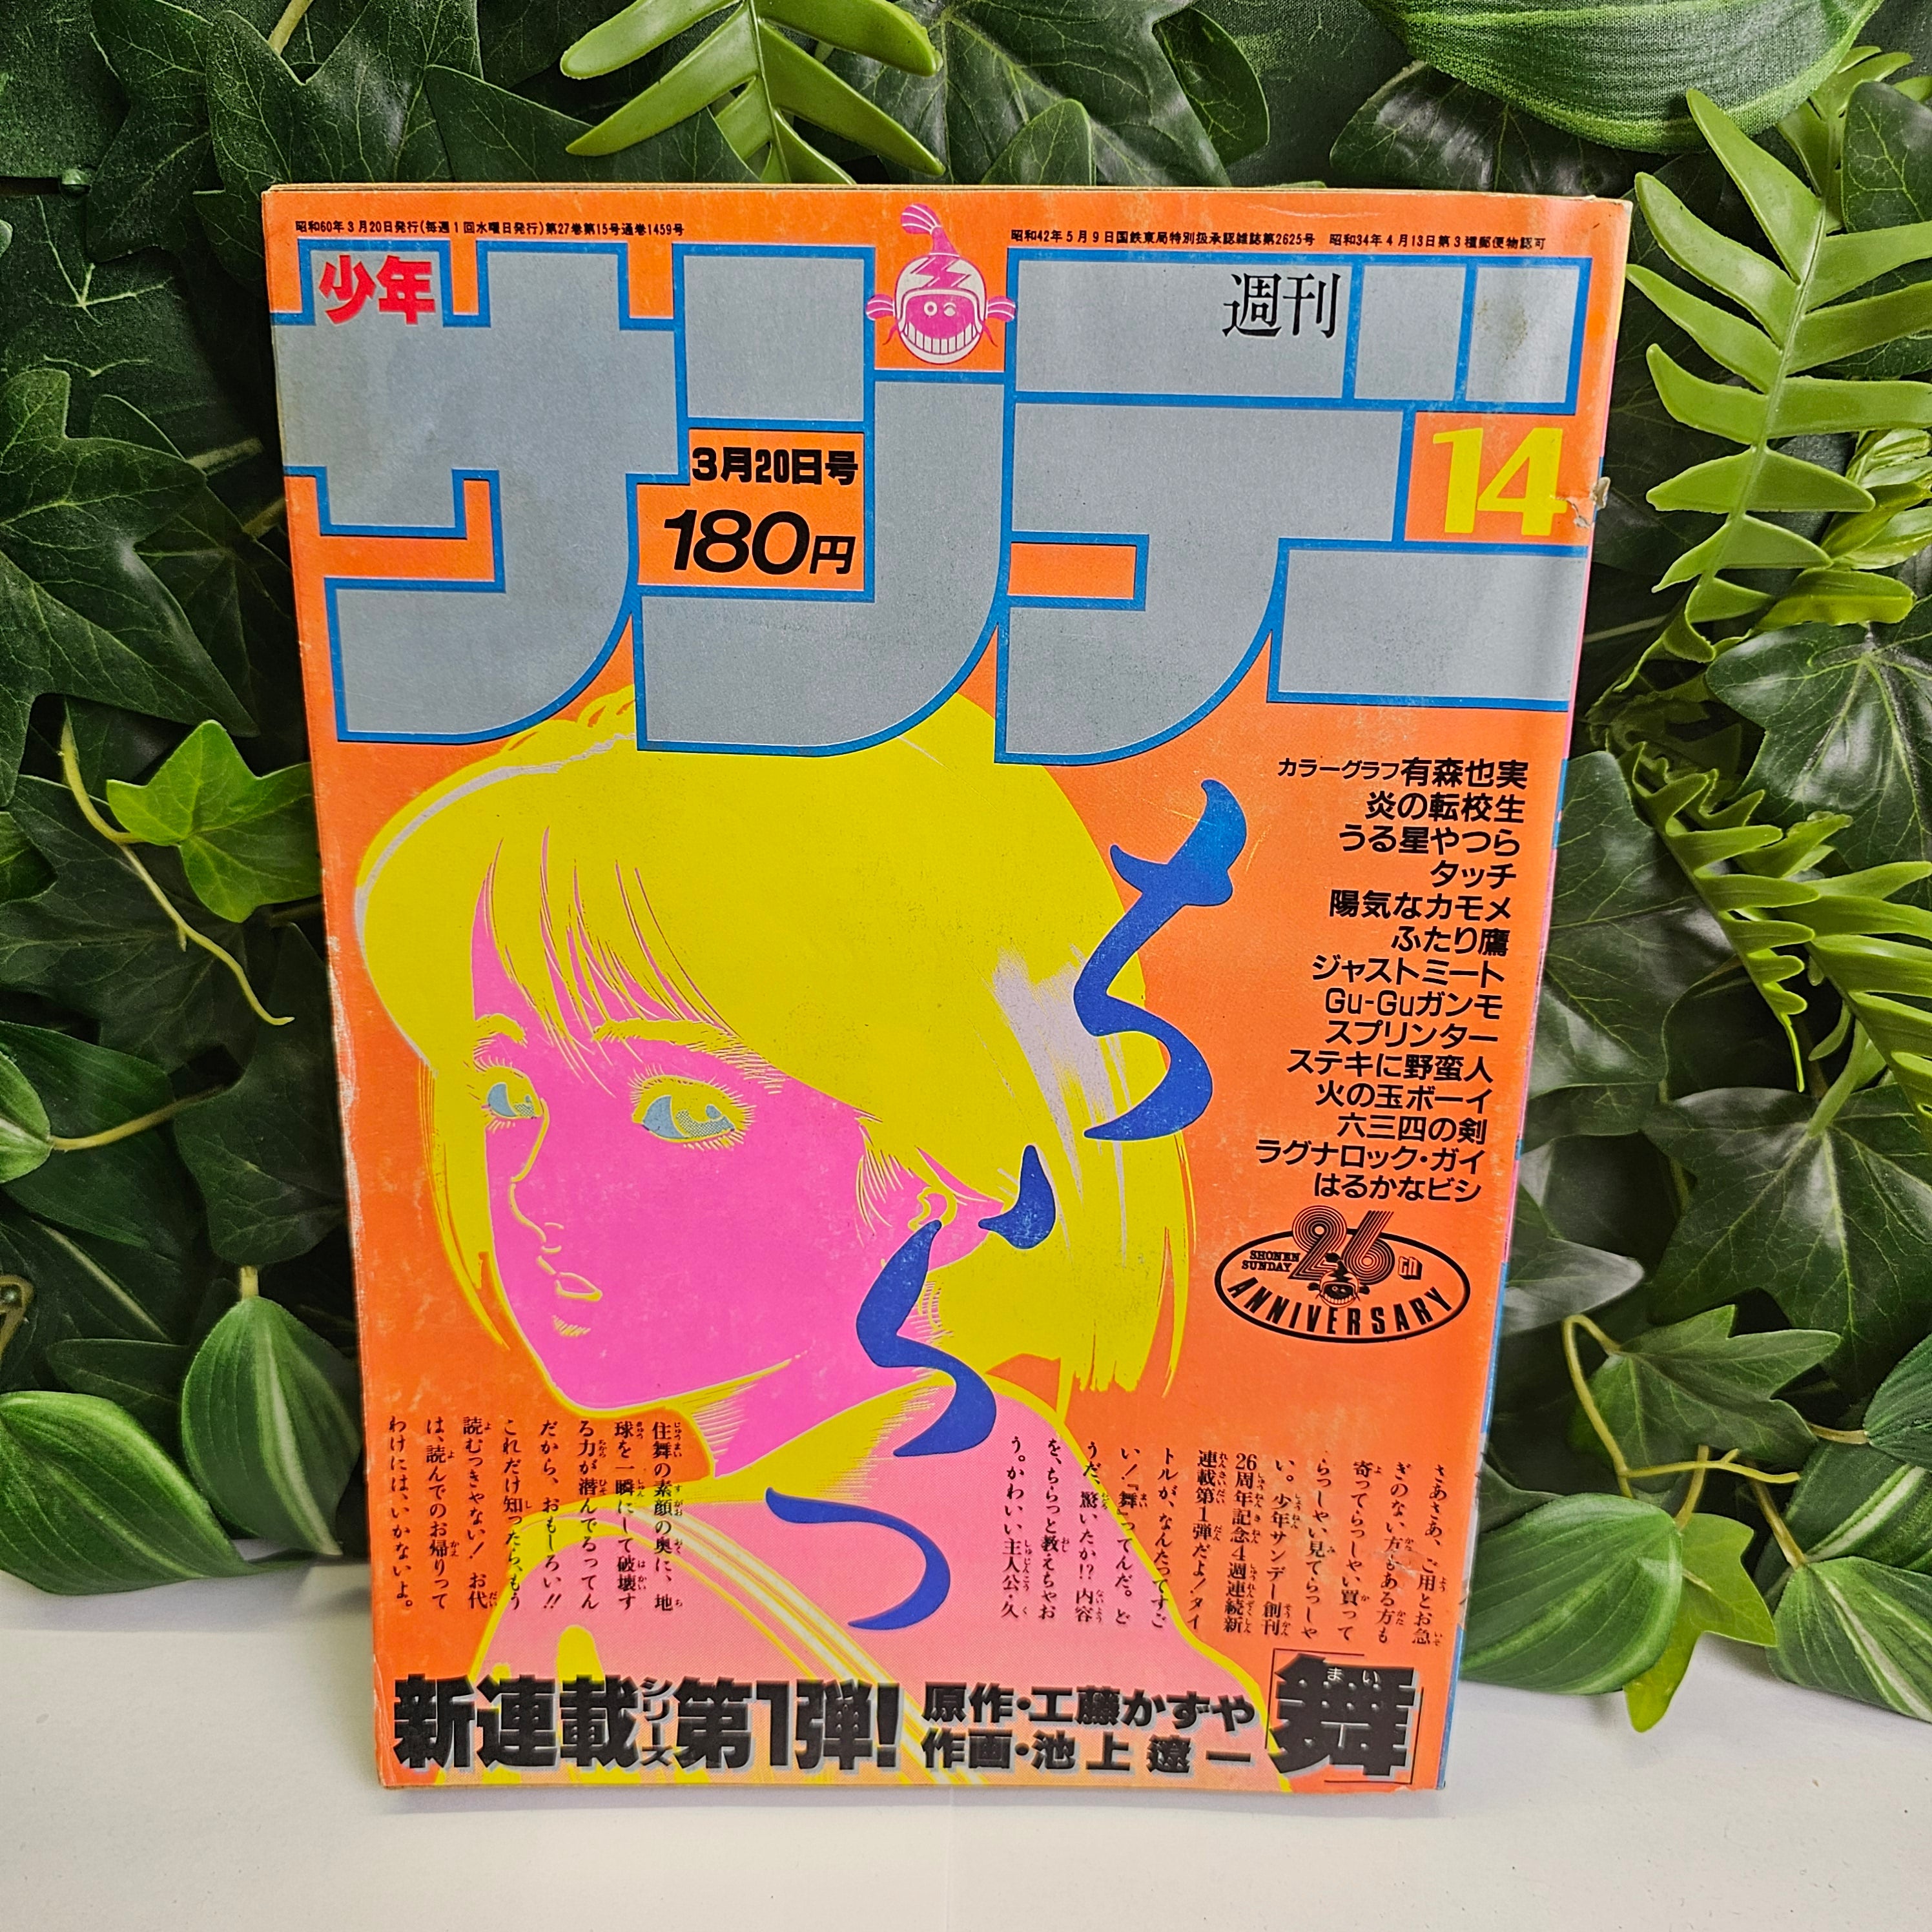 昭和60年3月20日発行(毎週1回水曜日発行)第27巻第15号通巻1459号
昭和42年5月9日国鉄東局特別扱承認雑誌第2625号 昭和34年4月13日第3種郵便物認可
少年
サンデー
週刊
14
3月20日号
180円
カラーグラフ有森也実
炎の転校生
うる星やつら
タッチ
陽気なカモメ
ふたり鷹
ジャストミート
Gu-Guガンモ
スプリンター
ステキに野蛮人
火の玉ボーイ
六三四の剣
ラグナロック・ガイ
はるかなビシ
SHONEN
SUNDAY
26
ANNIVERSARY
ちょらっ
さあさあ、ご用とお急
ぎのない方もある方も
寄ってらっしゃい買って
らっしゃい見てらっしゃ
い。少年サンデー創刊
26周年記念4週連続新
連載第1弾だよ!タイ
トルが、なんたってすご
い!『舞』ってんだ。ど
うだ、驚いたか!?内容
を、ちらっと教えちゃお
う。かわいい主人公・久
住舞の素顔の奥に、地
球を一瞬にして破壊す
る力が潜んでるってん
だから、おもしろい!!
これだけ知ったら、もう
読むっきゃない!お代
は、読んでのお帰りって
わけにはいかないよ。
新連載シリーズ第1弾!
原作・工藤かずや
作画・池上遼一
舞
まい